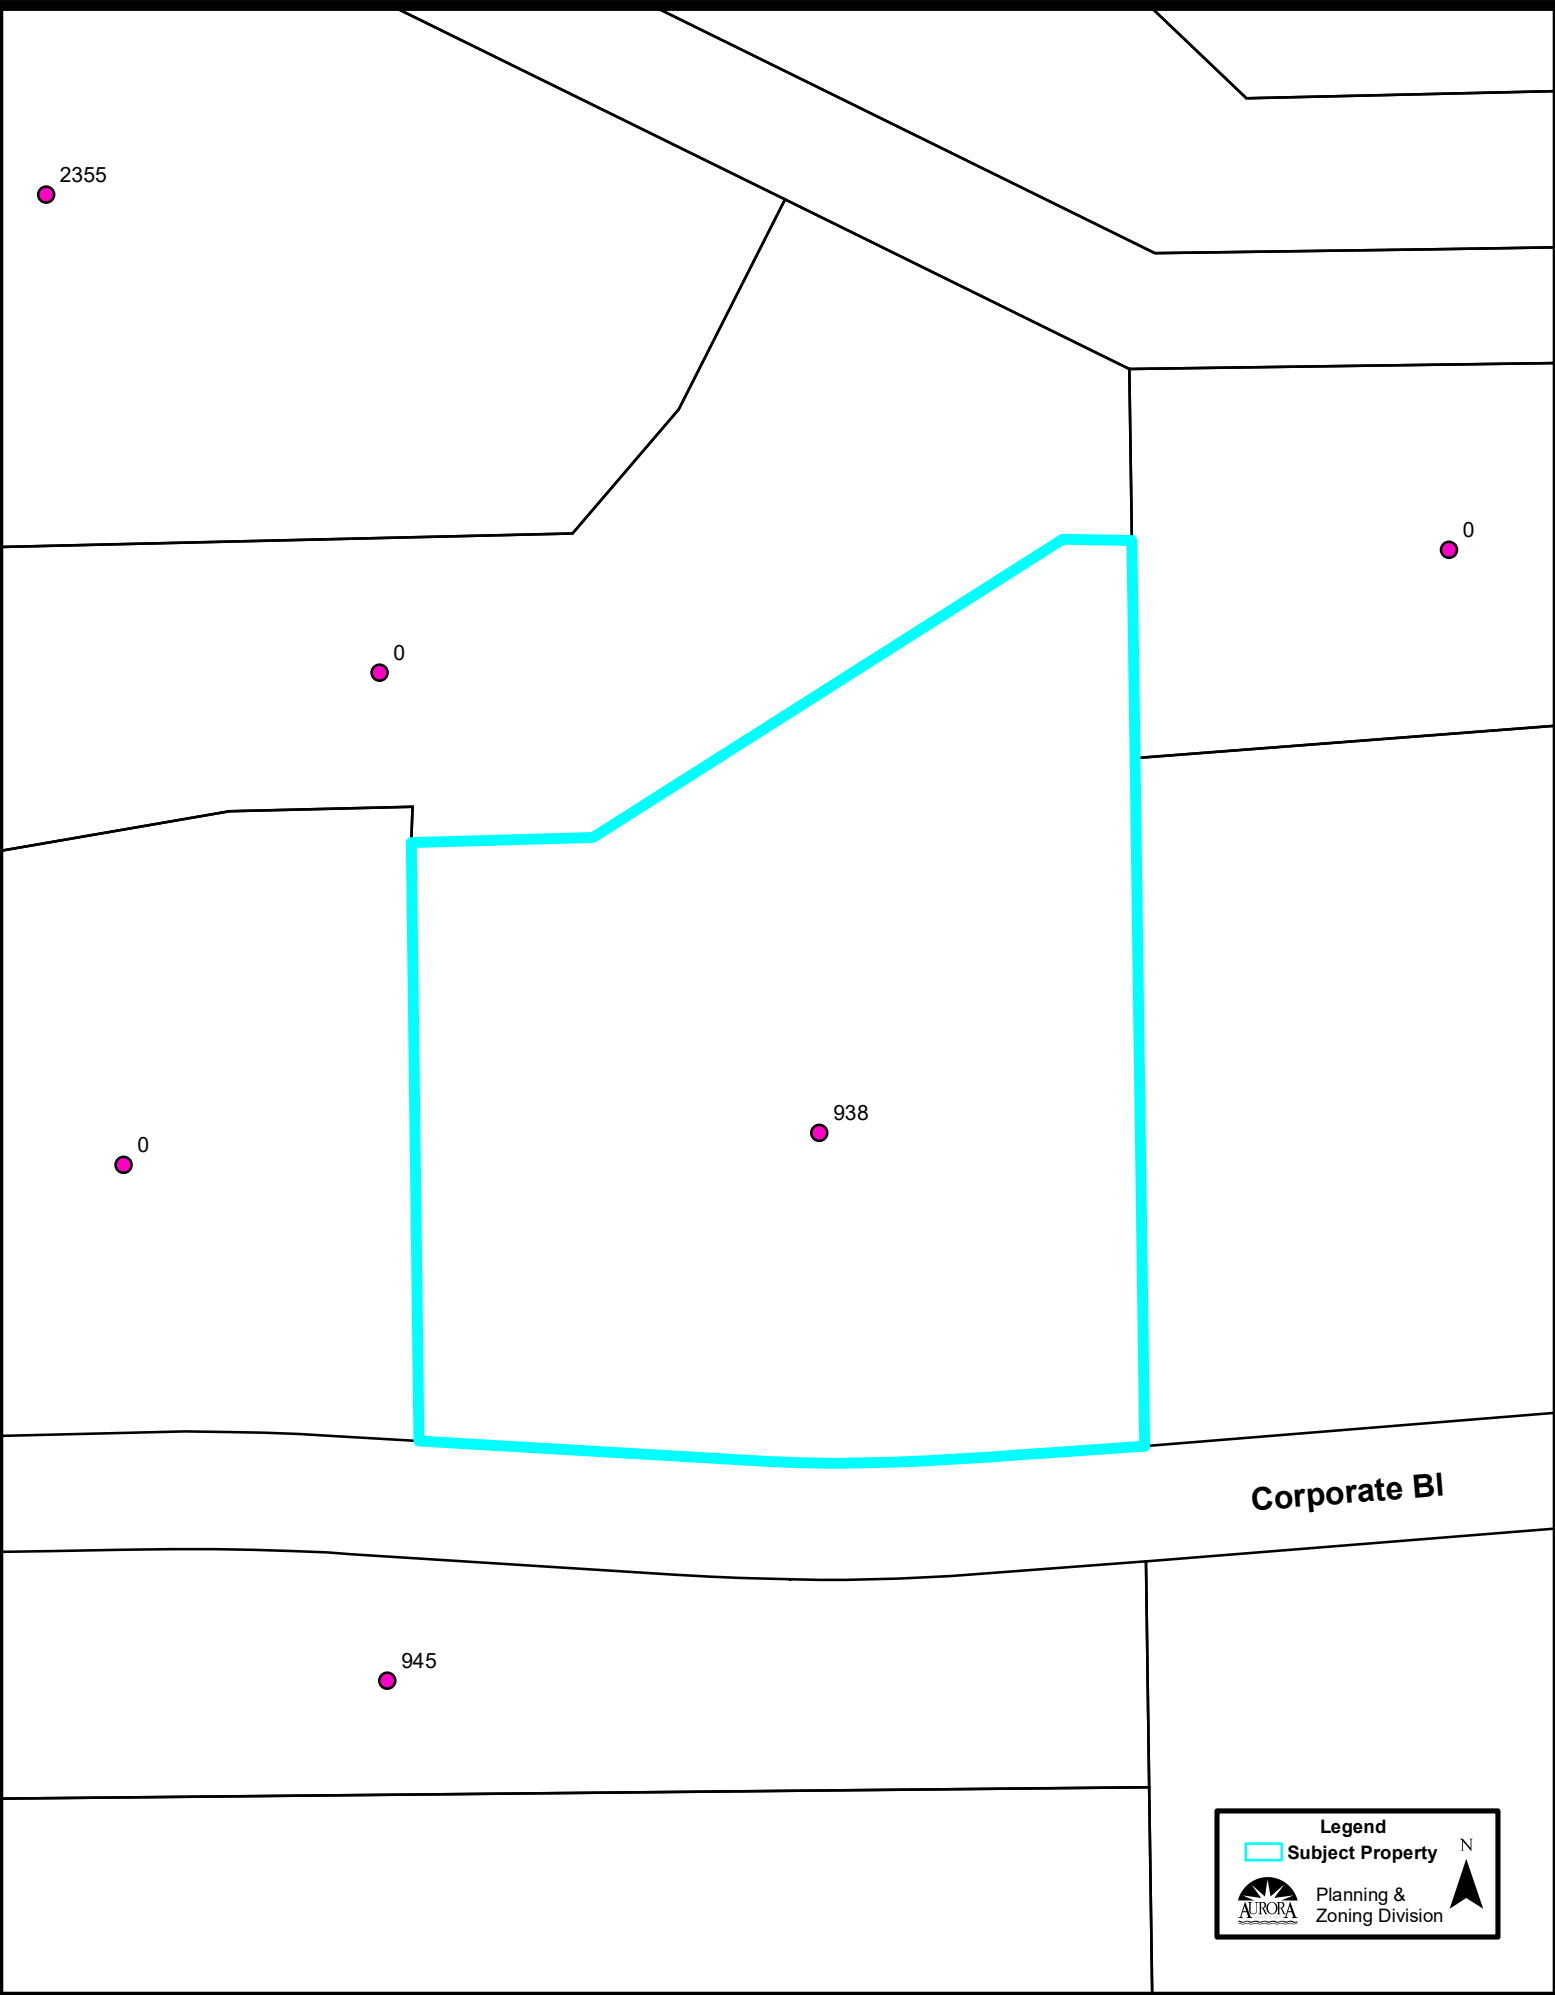 2355
0
0
938
0
Corporate Bl
945
Legend
Subject Property
N
AURORA
Planning &
Zoning Division